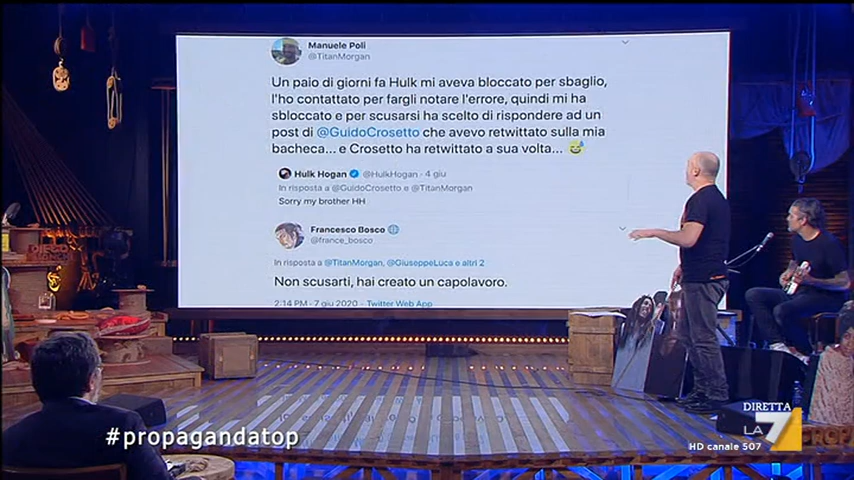 Manuele Poli
@TitanMorgan
Un paio di giorni fa Hulk mi aveva bloccato per sbaglio,
l'ho contattato per fargli notare l'errore, quindi mi ha
sbloccato e per scusarsi ha scelto di rispondere ad un
post di @GuidoCrosetto che avevo retwittato sulla mia
bacheca... e Crosetto ha retwittato a sua volta...
Hulk Hogan @HulkHogan · 4 giu
In risposta a @GuidoCrosetto e @TitanMorgan
Sorry my brother HH
Francesco Bosco
@france_bosco
In risposta a @TitanMorgan, @GiuseppeLuca e altri 2
Non scusarti, hai creato un capolavoro.
2:14 PM · 7 giu 2020 · Twitter Web App
#propagandatop
DIRETTA
LA 7
HD canale 507